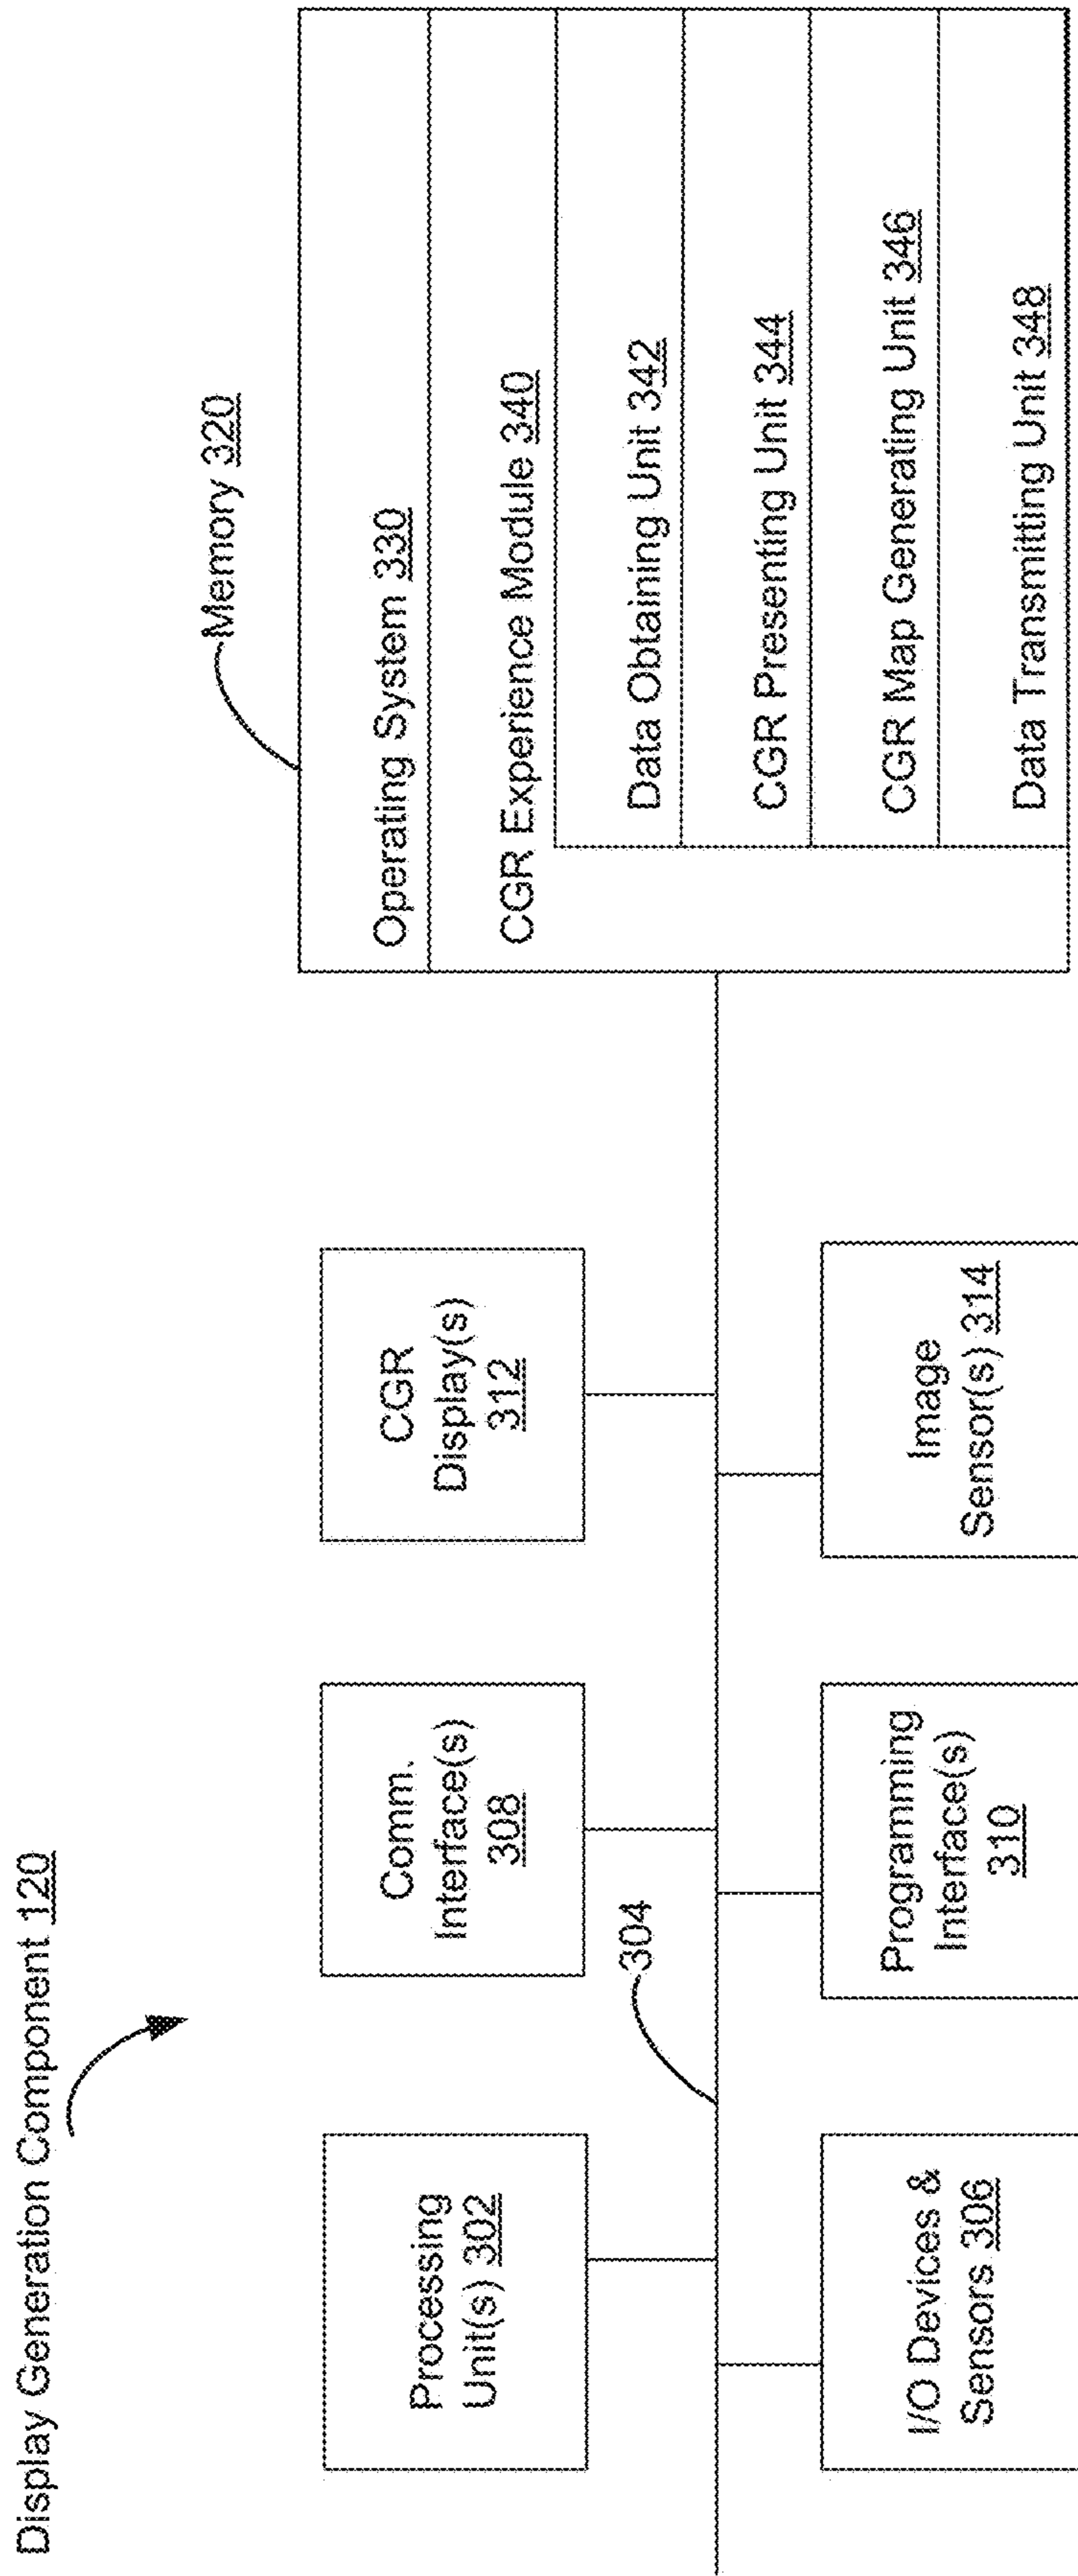 Display Generation Component 120
Memory 320
Processing
Unit(s) 302
Comm.
Interface(s)
308
CGR
Display(s)
312
Operating System 330
CGR Experience Module 340
Data Obtaining Unit 342
CGR Presenting Unit 344
CGR Map Generating Unit 346
Data Transmitting Unit 348
304
I/O Devices &
Sensors 306
Programming
Interface(s)
310
Image
Sensor(s) 314